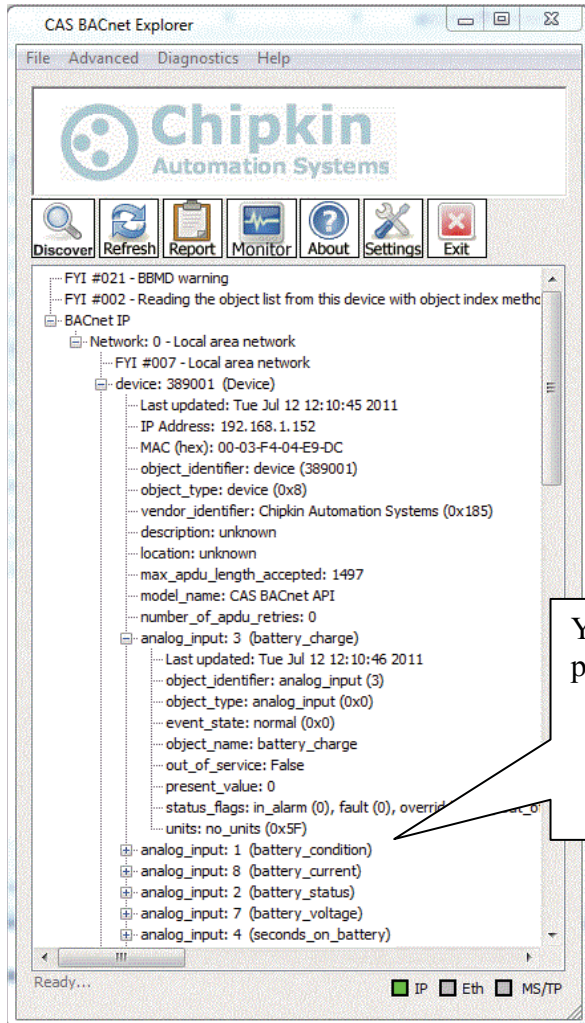 CAS BACnet Explorer
File Advanced Diagnostics Help
Chipkin
Automation Systems
Discover Refresh Report Monitor About Settings Exit
FYI #021 - BBMD warning
FYI #002 - Reading the object list from this device with object index metho
BACnet IP
Network: 0 - Local area network
FYI #007 - Local area network
device: 389001 (Device)
Last updated: Tue Jul 12 12:10:45 2011
IP Address: 192.168.1.152
MAC (hex): 00-03-F4-04-E9-DC
object_identifier: device (389001)
object_type: device (0x8)
vendor_identifier: Chipkin Automation Systems (0x185)
description: unknown
location: unknown
max_apdu_length_accepted: 1497
model_name: CAS BACnet API
number_of_apdu_retries: 0
analog_input: 3 (battery_charge)
Last updated: Tue Jul 12 12:10:46 2011
object_identifier: analog_input (3)
object_type: analog_input (0x0)
event_state: normal (0x0)
object_name: battery_charge
out_of_service: False
present_value: 0
status_flags: in_alarm (0), fault (0), overrid
units: no_units (0x5F)
analog_input: 1 (battery_condition)
analog_input: 8 (battery_current)
analog_input: 2 (battery_status)
analog_input: 7 (battery_voltage)
analog_input: 4 (seconds_on_battery)
Ready...
IP Eth MS/TP